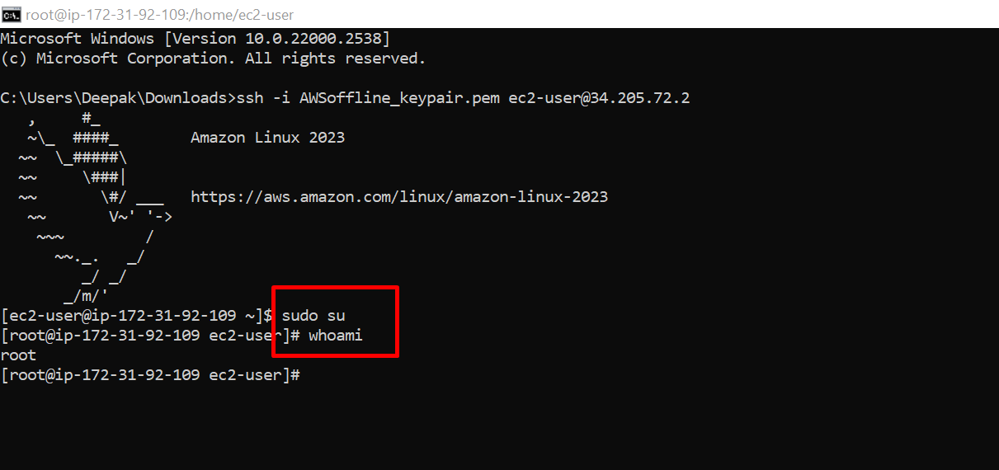 root@ip-172-31-92-109:/home/ec2-user
Microsoft Windows [Version 10.0.22000.2538]
(c) Microsoft Corporation. All rights reserved.
C:\Users\Deepak\Downloads>ssh -i AWSoffline_keypair.pem ec2-user@34.205.72.2
   ,     #_
   ~\_  ####_        Amazon Linux 2023
  ~~  \_#####\
  ~~     \###|
  ~~       \#/ ___   https://aws.amazon.com/linux/amazon-linux-2023
   ~~       V~' '->
    ~~~         /
      ~~._.   _/
         _/ _/
       _/m/'
[ec2-user@ip-172-31-92-109 ~]$ sudo su
[root@ip-172-31-92-109 ec2-user]# whoami
root
[root@ip-172-31-92-109 ec2-user]#